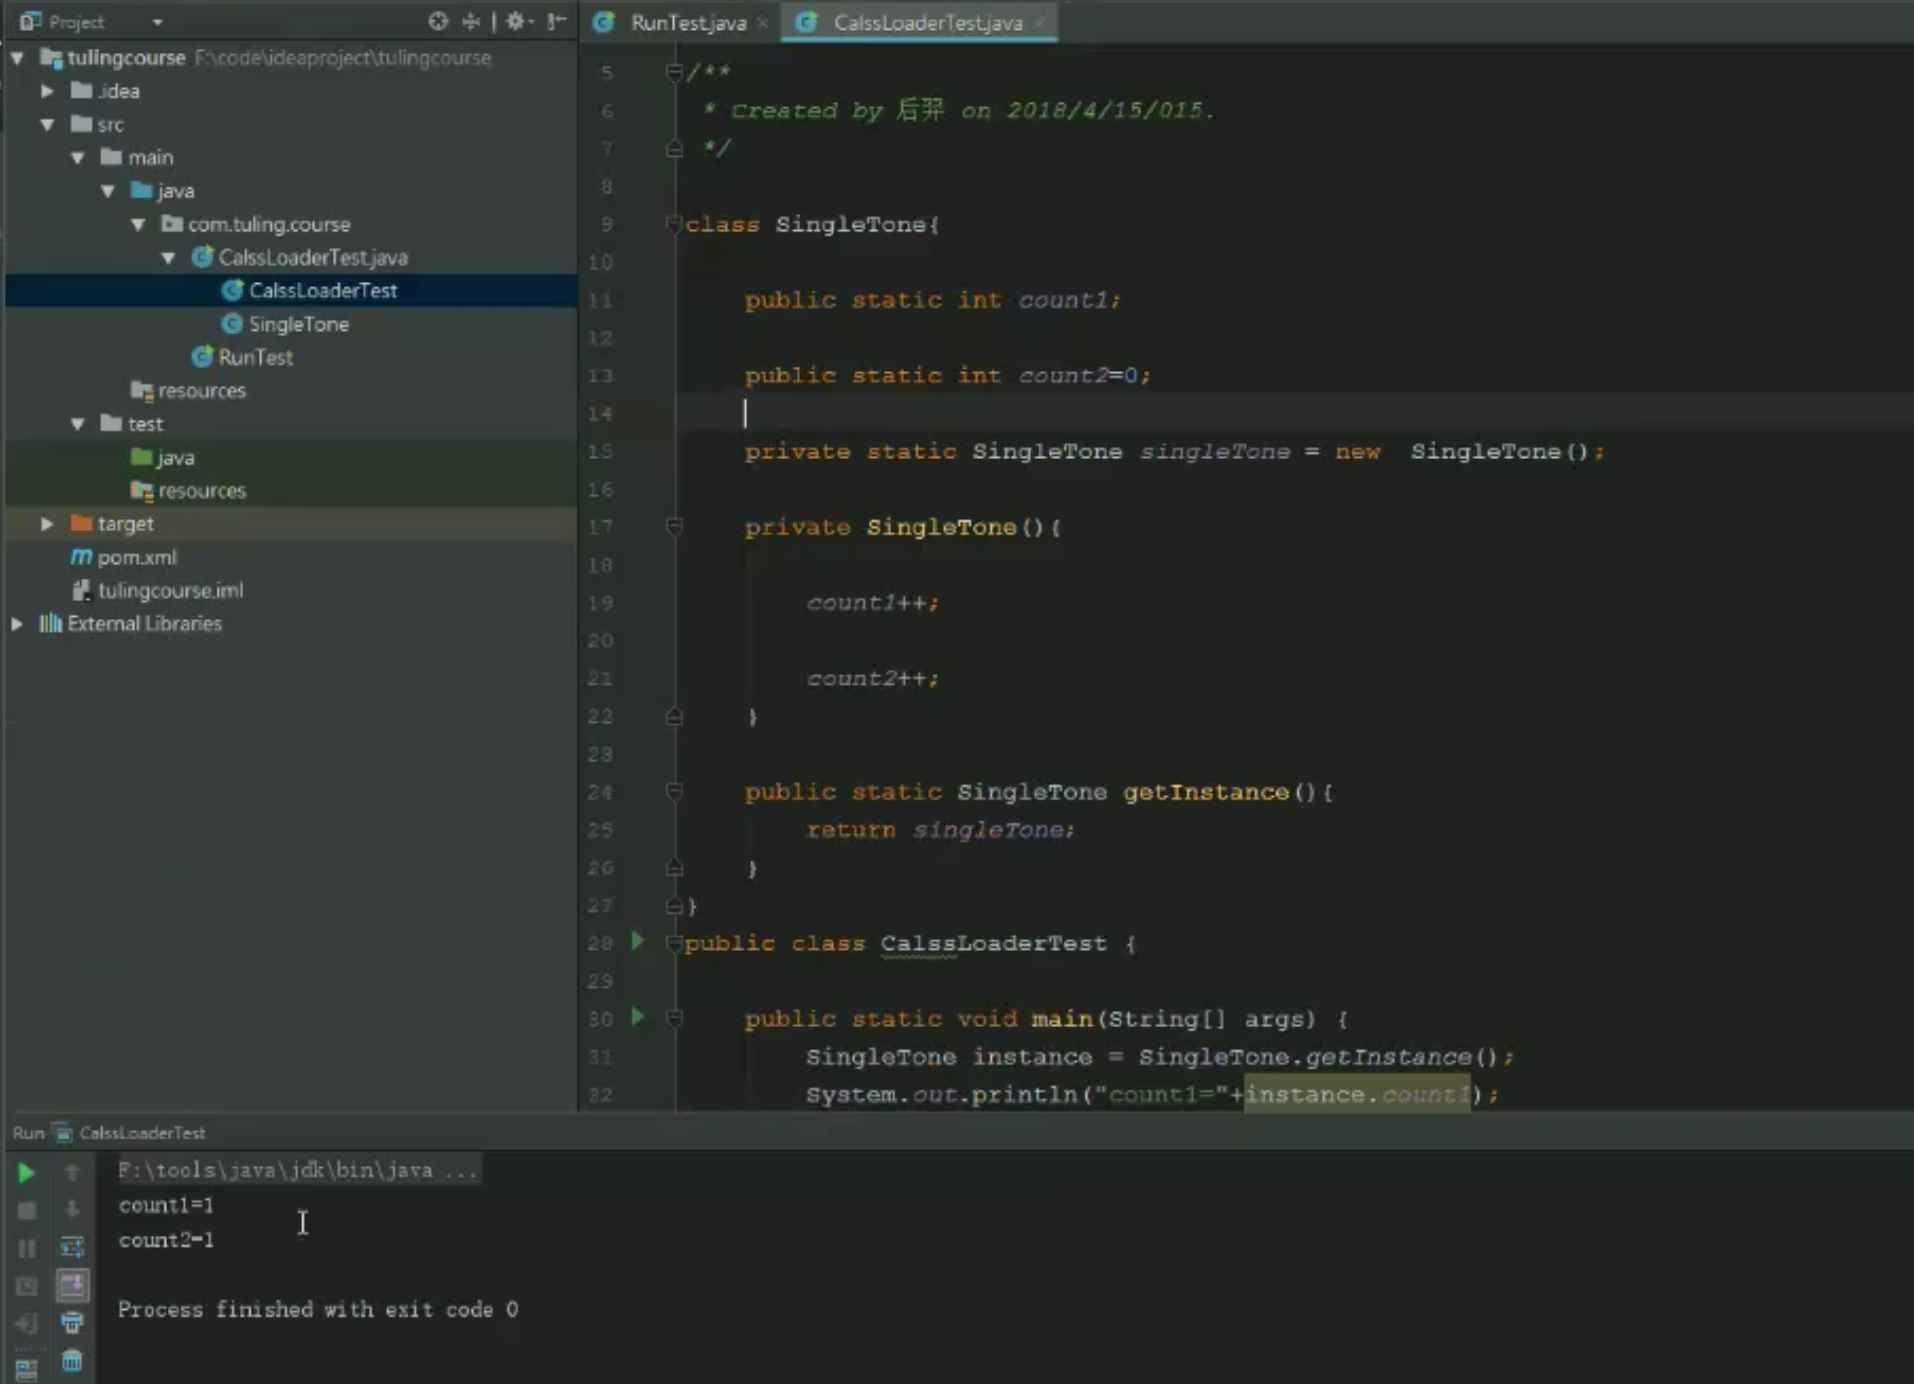 Project
RunTest.java
CalssLoaderTest.java
tulingcourse F:\code\ideaproject\tulingcourse
.idea
src
main
java
com.tuling.course
CalssLoaderTest.java
CalssLoaderTest
SingleTone
RunTest
resources
test
java
resources
target
pom.xml
tulingcourse.iml
External Libraries
5 /**
6 * Created by 后羿 on 2018/4/15/015.
7 */
8
9 class SingleTone{
10
11 public static int count1;
12
13 public static int count2=0;
14
15 private static SingleTone singleTone = new  SingleTone();
16
17 private SingleTone(){
18
19 count1++;
20
21 count2++;
22 }
23
24 public static SingleTone getInstance(){
25 return singleTone;
26 }
27 }
28 public class CalssLoaderTest {
29
30 public static void main(String[] args) {
31 SingleTone instance = SingleTone.getInstance();
32 System.out.println("count1="+instance.count1);
Run CalssLoaderTest
F:\tools\java\jdk\bin\java ...
count1=1
count2=1
Process finished with exit code 0